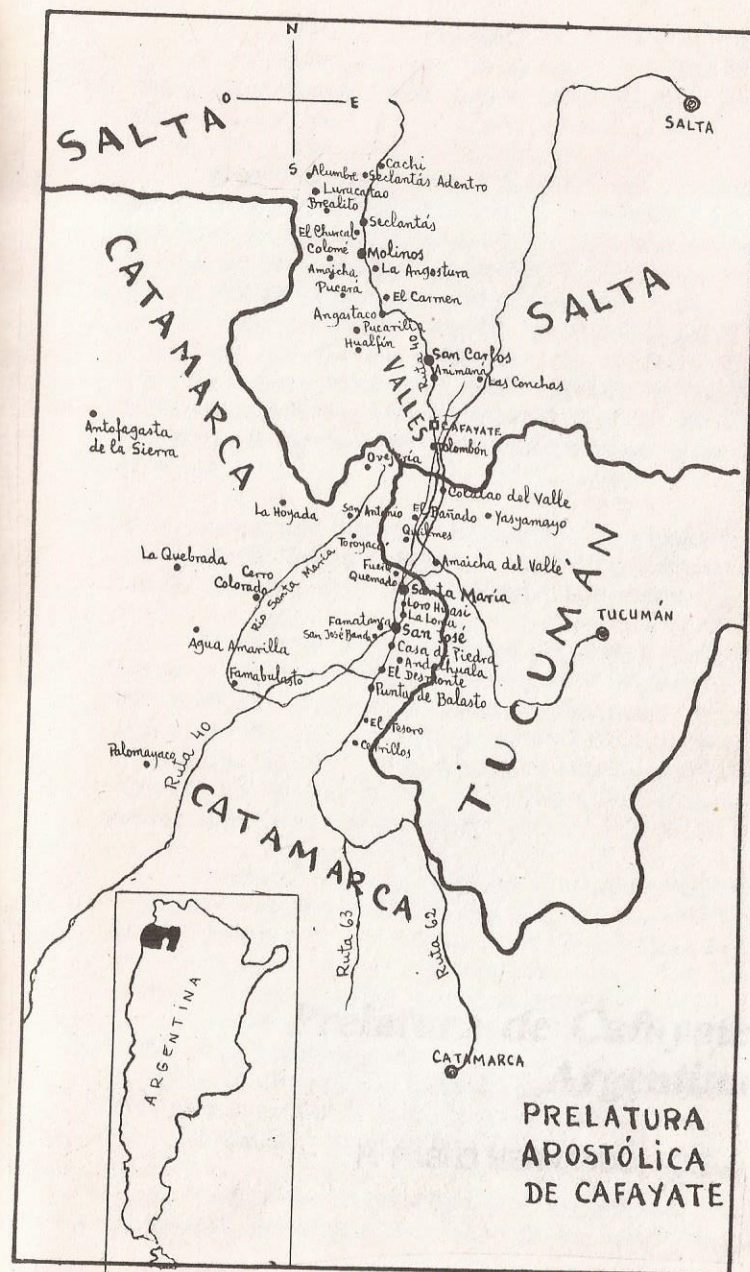 N
O
E
S
SALTA
SALTA
Cachi
Alumbre
Seclantás Adentro
Luracatao
Brealito
Seclantás
El Churcal
Colomé
Molinos
Amaicha
La Angostura
Pucará
El Carmen
Angastaco
Pucarilla
Hualfín
SALTA
CATAMARCA
VALLES
Ruta 40
San Carlos
Animaná
Las Conchas
CAFAYATE
Tolombón
Antofagasta
de la Sierra
Ovejería
Colalao del Valle
La Hoyada
San Antonio
El Bañado
Yasyamayo
Quilmes
Toroyaco
La Quebrada
Amaicha del Valle
Fuerte
Quemado
Cerro
Colorado
Rio Santa María
Santa María
Loro Huasi
La Loma
TUCUMÁN
TUCUMÁN
Famatanca
San José
San José Banda
Agua Amarilla
Casa de Piedra
Andalhuala
Famabulasto
El Desmonte
Punta de Balasto
El Tesoro
Cerrillos
Palomayaco
Ruta 40
CATAMARCA
Ruta 63
Ruta 62
ARGENTINA
CATAMARCA
PRELATURA
APOSTÓLICA
DE CAFAYATE